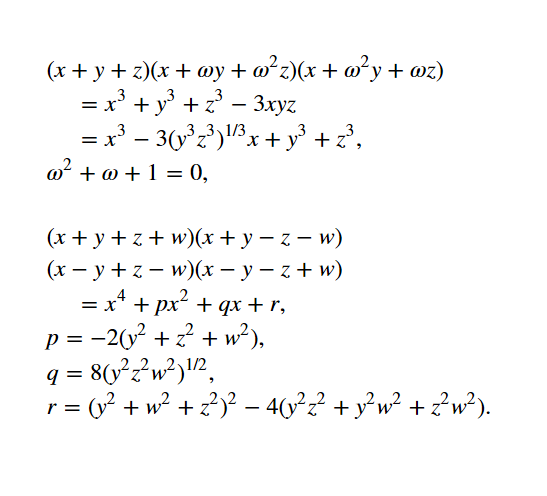 (x + y + z)(x + ωy + ω²z)(x + ω²y + ωz)
= x³ + y³ + z³ − 3xyz
= x³ − 3(y³z³)^{1/3}x + y³ + z³,
ω² + ω + 1 = 0,
(x + y + z + w)(x + y − z − w)
(x − y + z − w)(x − y − z + w)
= x⁴ + px² + qx + r,
p = −2(y² + z² + w²),
q = 8(y²z²w²)^{1/2},
r = (y² + w² + z²)² − 4(y²z² + y²w² + z²w²).